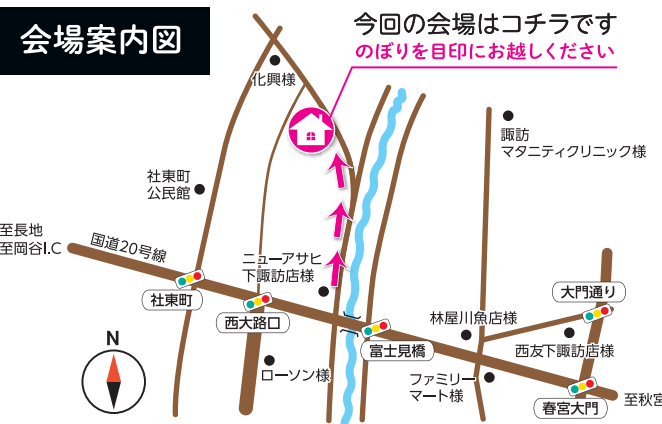 会場案内図
今回の会場はコチラです
のぼりを目印にお越しください
化興様
諏訪
マタニティクリニック様
社東町
公民館
至長地
至岡谷I.C
国道20号線
ニューアサヒ
下諏訪店様
社東町
西大路口
大門通り
林屋川魚店様
富士見橋
西友下諏訪店様
ローソン様
ファミリー
マート様
春宮大門
至秋宮
N